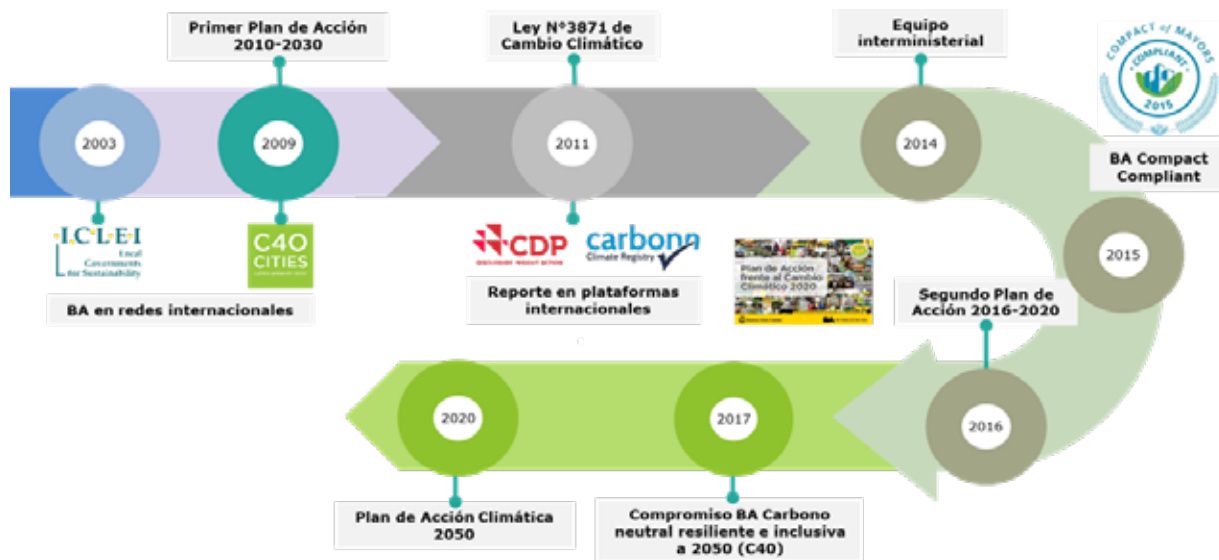 Primer Plan de Acción
2010-2030
Ley N°3871 de
Cambio Climático
Equipo
interministerial
COMPACT of MAYORS
COMPLIANT
2015
BA Compact
Compliant
2003
2009
2011
2014
2015
I.C.L.E.I
Local
Governments
for Sustainability
C40
CITIES
BA en redes internacionales
CDP
DISCLOSURE INSIGHT ACTION
carbonn
Climate Registry
Reporte en plataformas
internacionales
Plan de Acción
frente al Cambio
Climático 2020
Segundo Plan de
Acción 2016-2020
2020
2017
2016
Plan de Acción Climática
2050
Compromiso BA Carbono
neutral resiliente e inclusiva
a 2050 (C40)